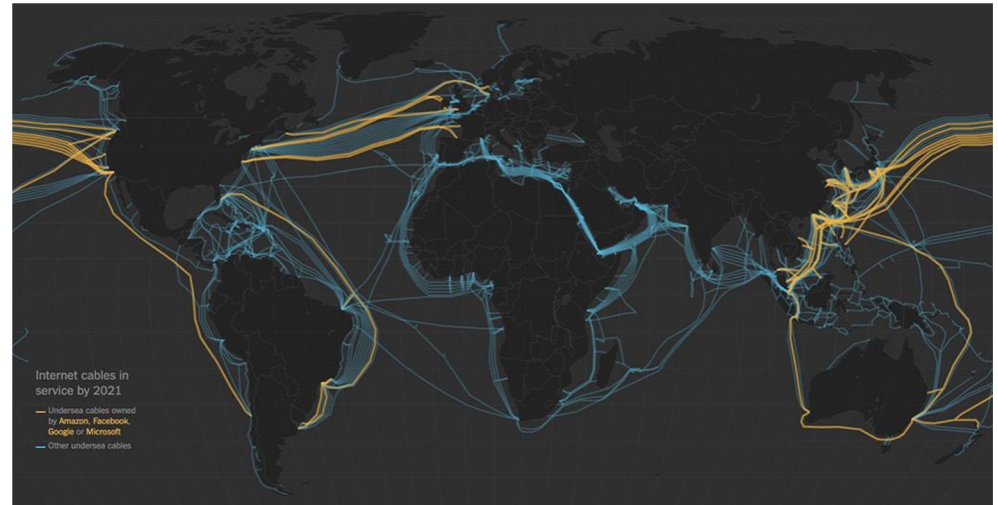 Internet cables in
service by 2021
Undersea cables owned
by Amazon, Facebook,
Google or Microsoft
Other undersea cables